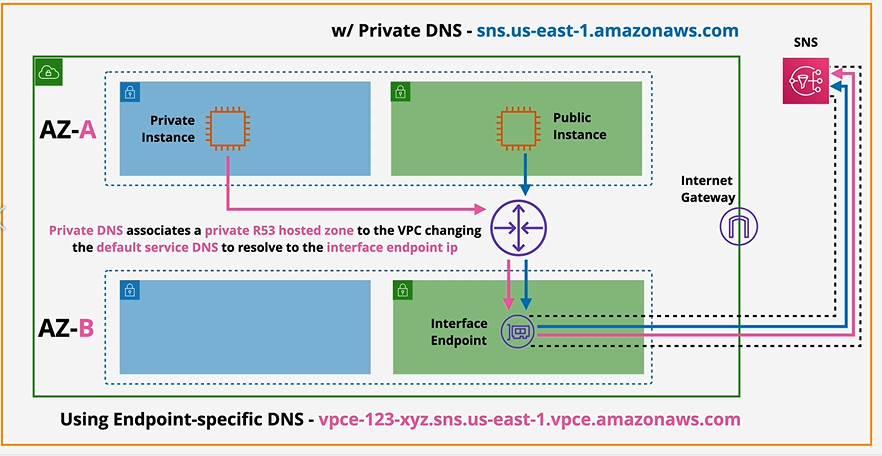 w/ Private DNS - sns.us-east-1.amazonaws.com
SNS
AZ-A
Private
Instance
Public
Instance
Internet
Gateway
Private DNS associates a private R53 hosted zone to the VPC changing
the default service DNS to resolve to the interface endpoint ip
AZ-B
Interface
Endpoint
Using Endpoint-specific DNS - vpce-123-xyz.sns.us-east-1.vpce.amazonaws.com